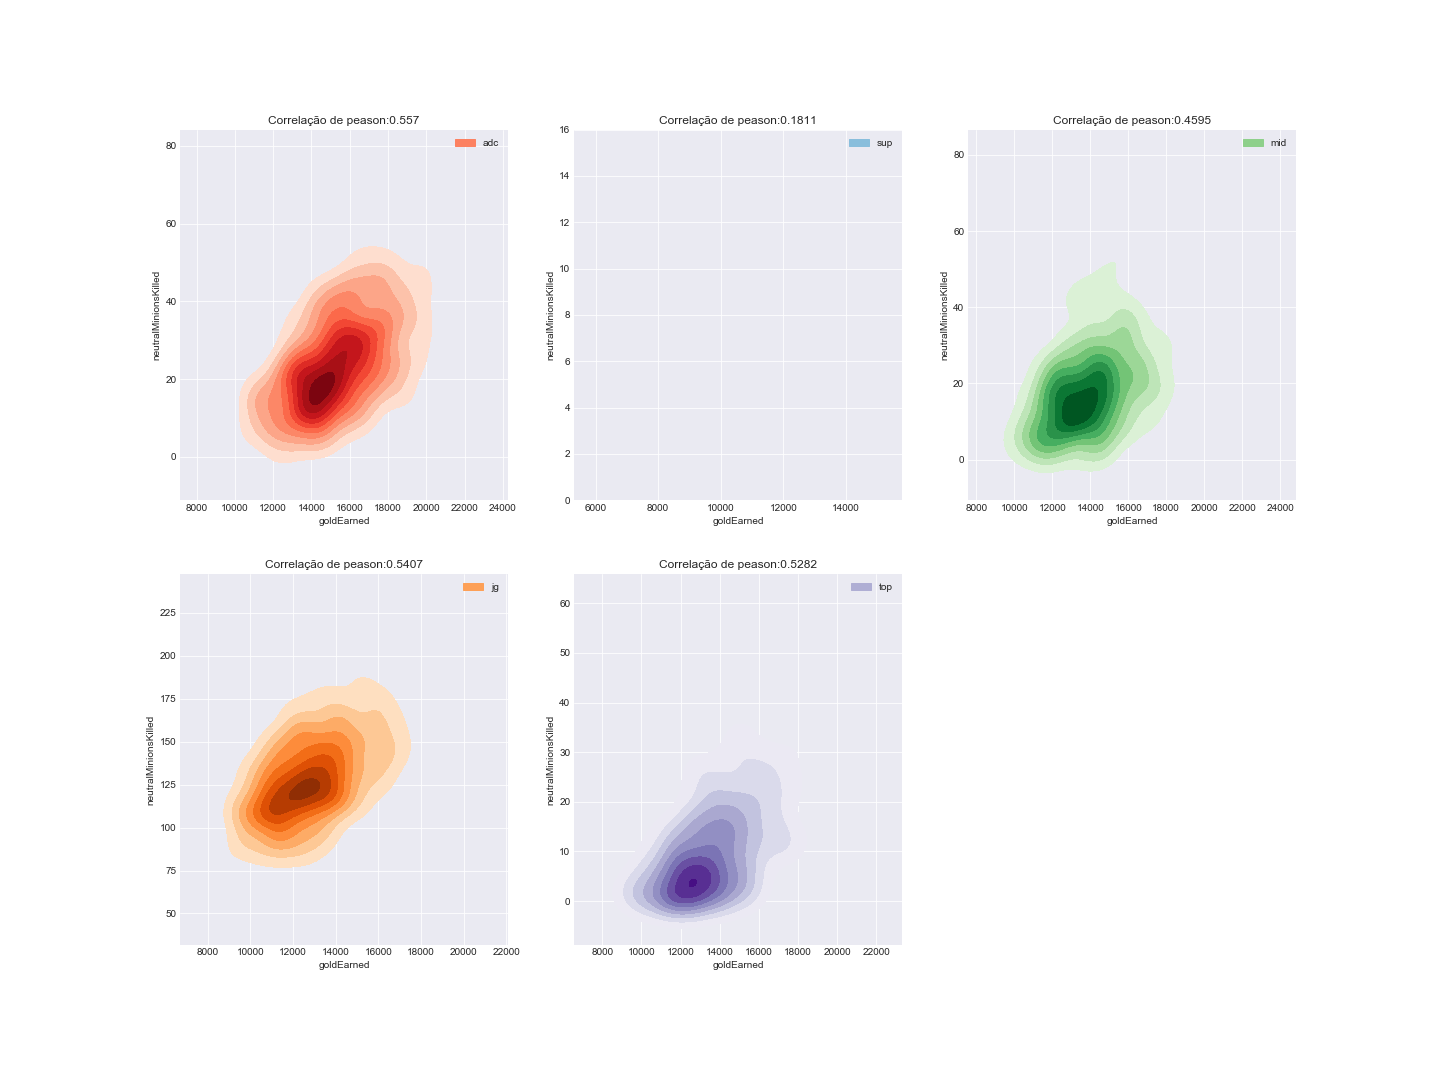 Correlação de peason:0.557
adc
80
60
40
20
0
neutralMinionsKilled
8000 10000 12000 14000 16000 18000 20000 22000 24000
goldEarned
Correlação de peason:0.1811
sup
16
14
12
10
8
6
4
2
0
neutralMinionsKilled
6000 8000 10000 12000 14000
goldEarned
Correlação de peason:0.4595
mid
80
60
40
20
0
neutralMinionsKilled
8000 10000 12000 14000 16000 18000 20000 22000 24000
goldEarned
Correlação de peason:0.5407
jg
225
200
175
150
125
100
75
50
neutralMinionsKilled
8000 10000 12000 14000 16000 18000 20000 22000
goldEarned
Correlação de peason:0.5282
top
60
50
40
30
20
10
0
neutralMinionsKilled
8000 10000 12000 14000 16000 18000 20000 22000
goldEarned